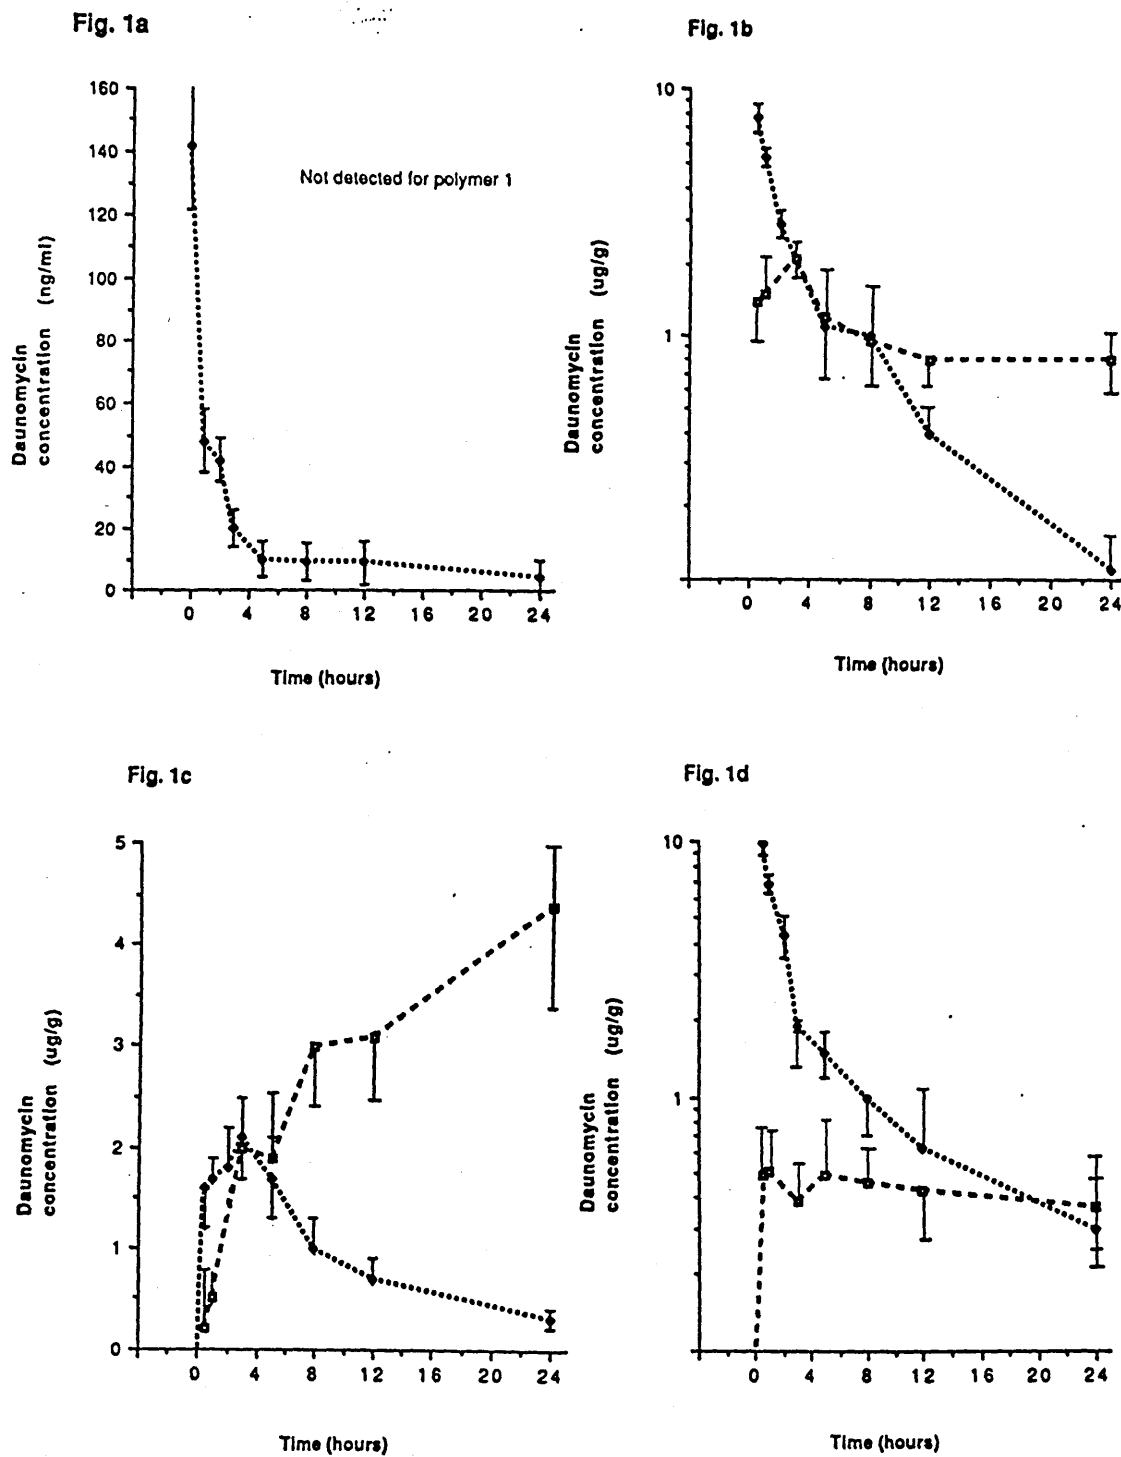 Fig. 1a
160
140
120
100
80
60
40
20
0
Daunomycin
concentration (ng/ml)
Not detected for polymer 1
0 4 8 12 16 20 24
Time (hours)
Fig. 1b
10
1
Daunomycin
concentration (ug/g)
0 4 8 12 16 20 24
Time (hours)
Fig. 1c
5
4
3
2
1
0
Daunomycin
concentration (ug/g)
0 4 8 12 16 20 24
Time (hours)
Fig. 1d
10
1
Daunomycin
concentration (ug/g)
0 4 8 12 16 20 24
Time (hours)